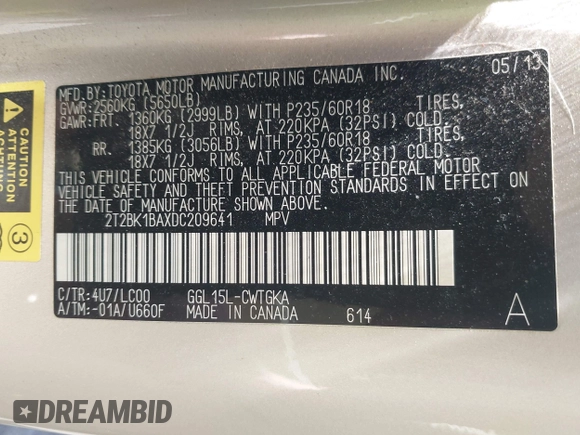 MFD.BY:TOYOTA MOTOR MANUFACTURING CANADA INC. 05/13
GVWR:2560KG (5650LB)
GAWR:FRT. 1360KG (2999LB) WITH P235/60R18 TIRES,
18X7 1/2J RIMS, AT 220KPA (32PSI) COLD.
RR. 1385KG (3056LB) WITH P235/60R18 TIRES,
18X7 1/2J RIMS, AT 220KPA (32PSI) COLD.
THIS VEHICLE CONFORMS TO ALL APPLICABLE FEDERAL MOTOR
VEHICLE SAFETY AND THEFT PREVENTION STANDARDS IN EFFECT ON
THE DATE OF MANUFACTURE SHOWN ABOVE.
2T2BK1BAXDC209641 MPV
C/TR:4U7/LC00 GGL15L-CWTGKA
A/TM:-01A/U660F MADE IN CANADA 614 A
CAUTION
ATTENTION
3
DREAMBID